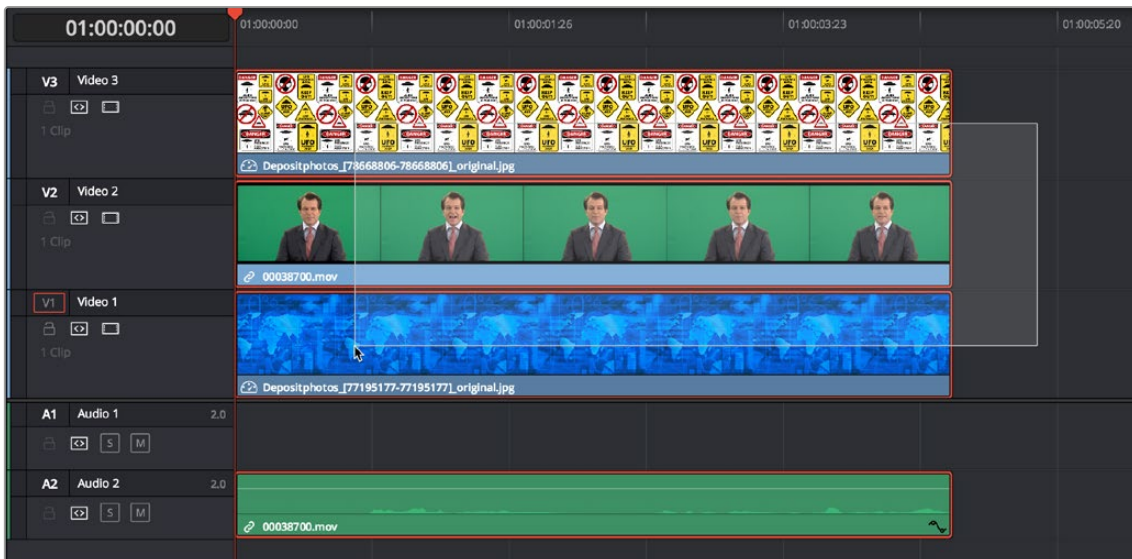 01:00:00:00
01:00:00:00 01:00:01:26 01:00:03:23 01:00:05:20
V3 Video 3
1 Clip
Depositphotos_[78668806-78668806]_original.jpg
V2 Video 2
1 Clip
00038700.mov
V1 Video 1
1 Clip
Depositphotos_[77195177-77195177]_original.jpg
A1 Audio 1 2.0
S M
A2 Audio 2 2.0
S M
00038700.mov